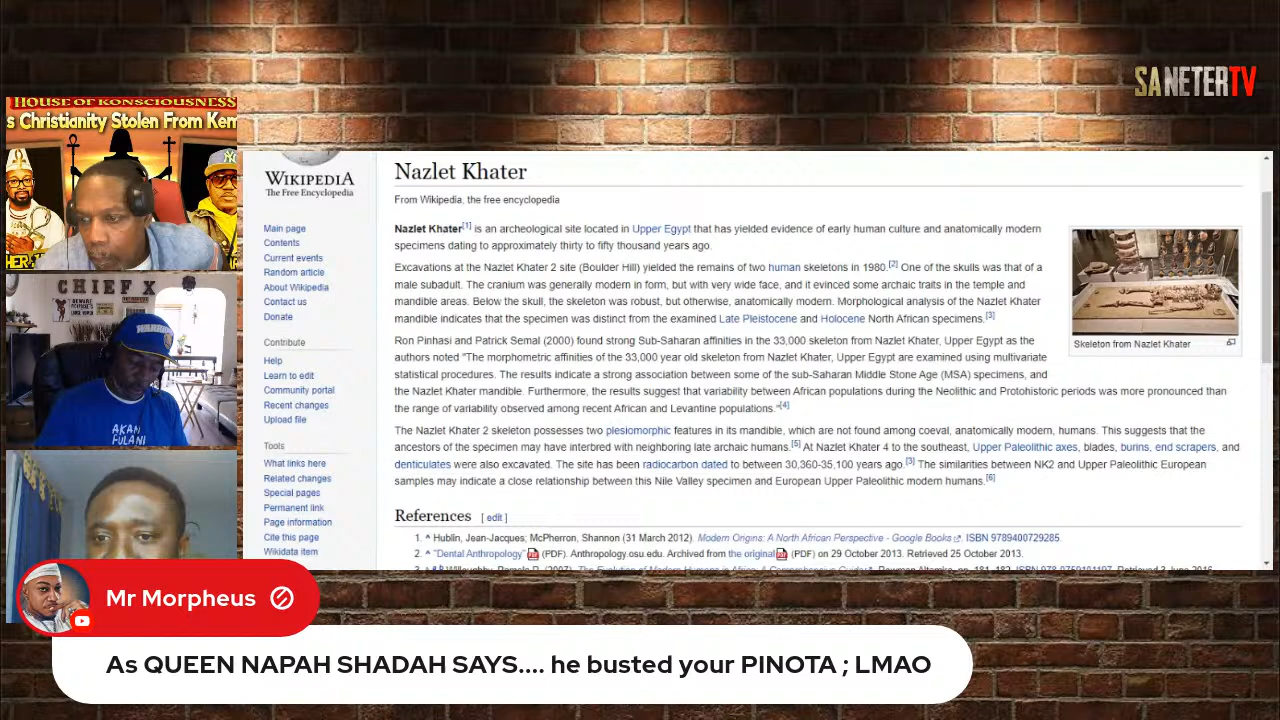 SANETERTV
HOUSE OF KONSCIOUSNESS
s Christianity Stolen From Kem
CHIEF X
WARRIOR
AKAN
FULANI
WIKIPEDIA
The Free Encyclopedia
Main page
Contents
Current events
Random article
About Wikipedia
Contact us
Donate
Contribute
Help
Learn to edit
Community portal
Recent changes
Upload file
Tools
What links here
Related changes
Special pages
Permanent link
Page information
Cite this page
Wikidata item
Nazlet Khater
From Wikipedia, the free encyclopedia
Nazlet Khater[1] is an archeological site located in Upper Egypt that has yielded evidence of early human culture and anatomically modern
specimens dating to approximately thirty to fifty thousand years ago.
Excavations at the Nazlet Khater 2 site (Boulder Hill) yielded the remains of two human skeletons in 1980.[2] One of the skulls was that of a
male subadult. The cranium was generally modern in form, but with very wide face, and it evinced some archaic traits in the temple and
mandible areas. Below the skull, the skeleton was robust, but otherwise, anatomically modern. Morphological analysis of the Nazlet Khater
mandible indicates that the specimen was distinct from the examined Late Pleistocene and Holocene North African specimens.[3]
Skeleton from Nazlet Khater
Ron Pinhasi and Patrick Semal (2000) found strong Sub-Saharan affinities in the 33,000 skeleton from Nazlet Khater, Upper Egypt as the
authors noted "The morphometric affinities of the 33,000 year old skeleton from Nazlet Khater, Upper Egypt are examined using multivariate
statistical procedures. The results indicate a strong association between some of the sub-Saharan Middle Stone Age (MSA) specimens, and
the Nazlet Khater mandible. Furthermore, the results suggest that variability between African populations during the Neolithic and Protohistoric periods was more pronounced than
the range of variability observed among recent African and Levantine populations."[4]
The Nazlet Khater 2 skeleton possesses two plesiomorphic features in its mandible, which are not found among coeval, anatomically modern, humans. This suggests that the
ancestors of the specimen may have interbred with neighboring late archaic humans.[5] At Nazlet Khater 4 to the southeast, Upper Paleolithic axes, blades, burins, end scrapers, and
denticulates were also excavated. The site has been radiocarbon dated to between 30,360-35,100 years ago.[3] The similarities between NK2 and Upper Paleolithic European
samples may indicate a close relationship between this Nile Valley specimen and European Upper Paleolithic modern humans.[6]
References [ edit ]
1. ^ Hublin, Jean-Jacques; McPherron, Shannon (31 March 2012). Modern Origins: A North African Perspective - Google Books. ISBN 9789400729285.
2. ^ "Dental Anthropology" (PDF). Anthropology.osu.edu. Archived from the original (PDF) on 29 October 2013. Retrieved 25 October 2013.
Mr Morpheus
As QUEEN NAPAH SHADAH SAYS.... he busted your PINOTA ; LMAO